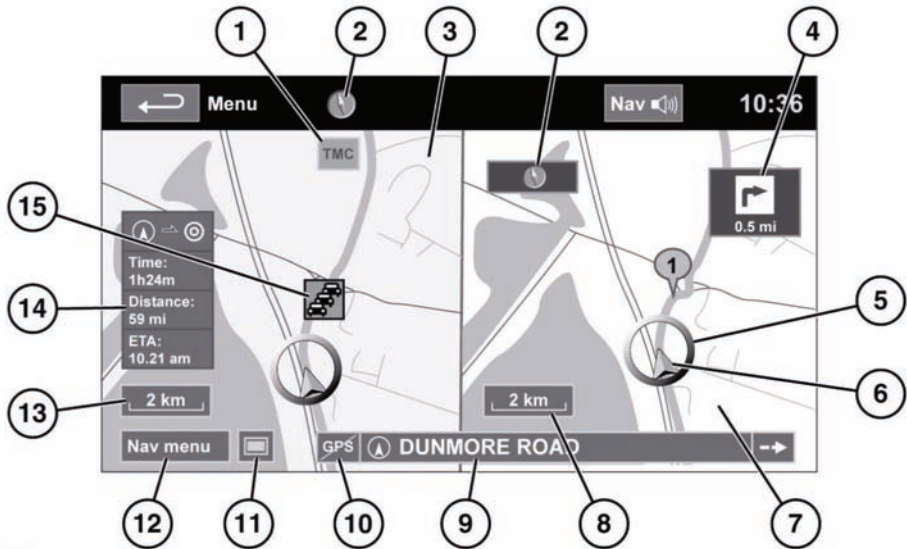 1 2 3 2 4
Menu Nav 10:36
TMC
0.5 mi
15
Time:
1h24m
1
14
Distance:
59 mi
5
ETA:
10.21 am
6
13
2 km 2 km
Nav menu GPS DUNMORE ROAD
12 11 10 9 8 7